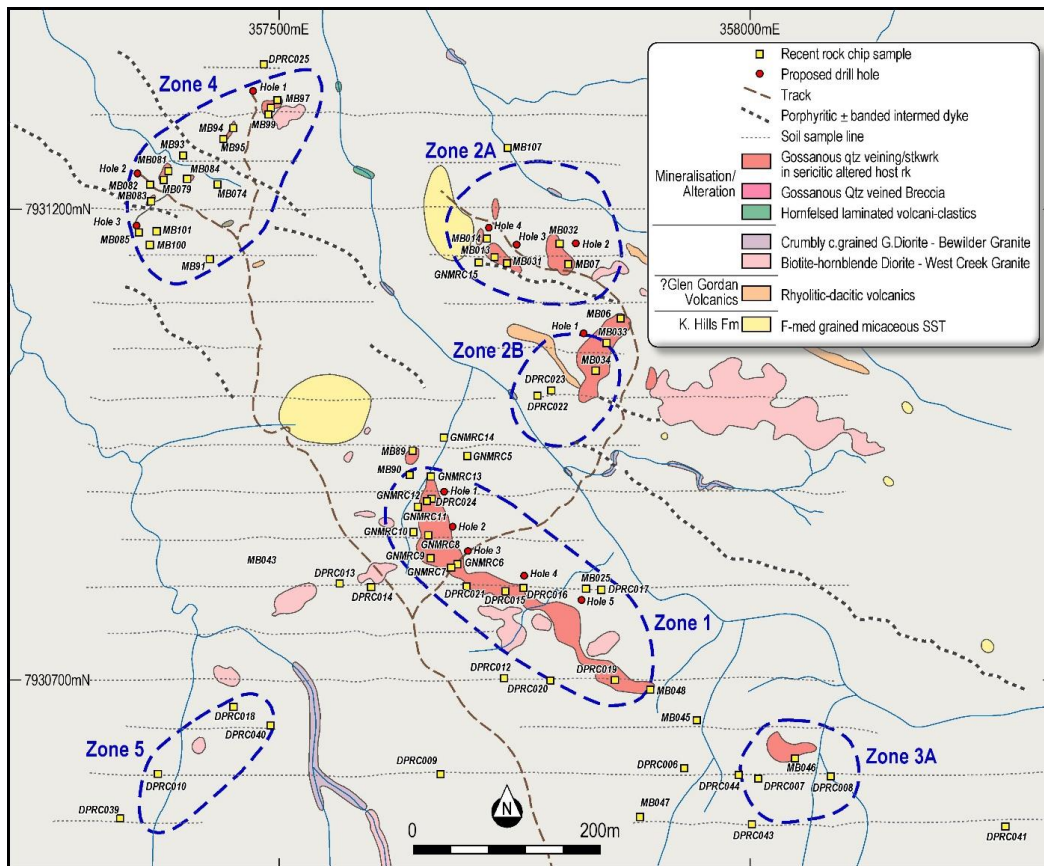 357500mE
358000mE
DPRC025
Zone 4
Hole 1
MB97
MB99
MB94
MB95
MB93
MB081
Hole 2
MB084
MB082
MB079
MB074
MB083
7931200mN
Hole 3
MB101
MB085
MB100
MB91
Zone 2A
MB107
Hole 4
MB032
Hole 3
Hole 2
MB014
MB013
MB031
MB07
GNMRC15
MB06
Hole 1
MB033
Zone 2B
MB034
DPRC023
DPRC022
Recent rock chip sample
Proposed drill hole
Track
Porphyritic ± banded intermed dyke
Soil sample line
Mineralisation/
Alteration
Gossanous qtz veining/stkwrk
in sericitic altered host rk
Gossanous Qtz veined Breccia
Hornfelsed laminated volcani-clastics
Crumbly c.grained G.Diorite - Bewilder Granite
Biotite-hornblende Diorite - West Creek Granite
?Glen Gordan
Volcanics
Rhyolitic-dacitic volcanics
K. Hills Fm
F-med grained micaceous SST
GNMRC14
MB89
GNMRC5
MB90
GNMRC13
GNMRC12
Hole 1
DPRC024
GNMRC11
GNMRC10
Hole 2
GNMRC8
GNMRC9
Hole 3
GNMRC7
GNMRC6
MB043
DPRC013
DPRC014
Hole 4
MB025
DPRC021
DPRC015
DPRC016
DPRC017
Hole 5
Zone 1
DPRC012
DPRC020
DPRC019
MB048
7930700mN
DPRC018
DPRC040
Zone 5
DPRC010
DPRC039
DPRC009
MB045
DPRC006
MB046
Zone 3A
DPRC044
DPRC007
DPRC008
MB047
DPRC043
DPRC041
N
0
200m